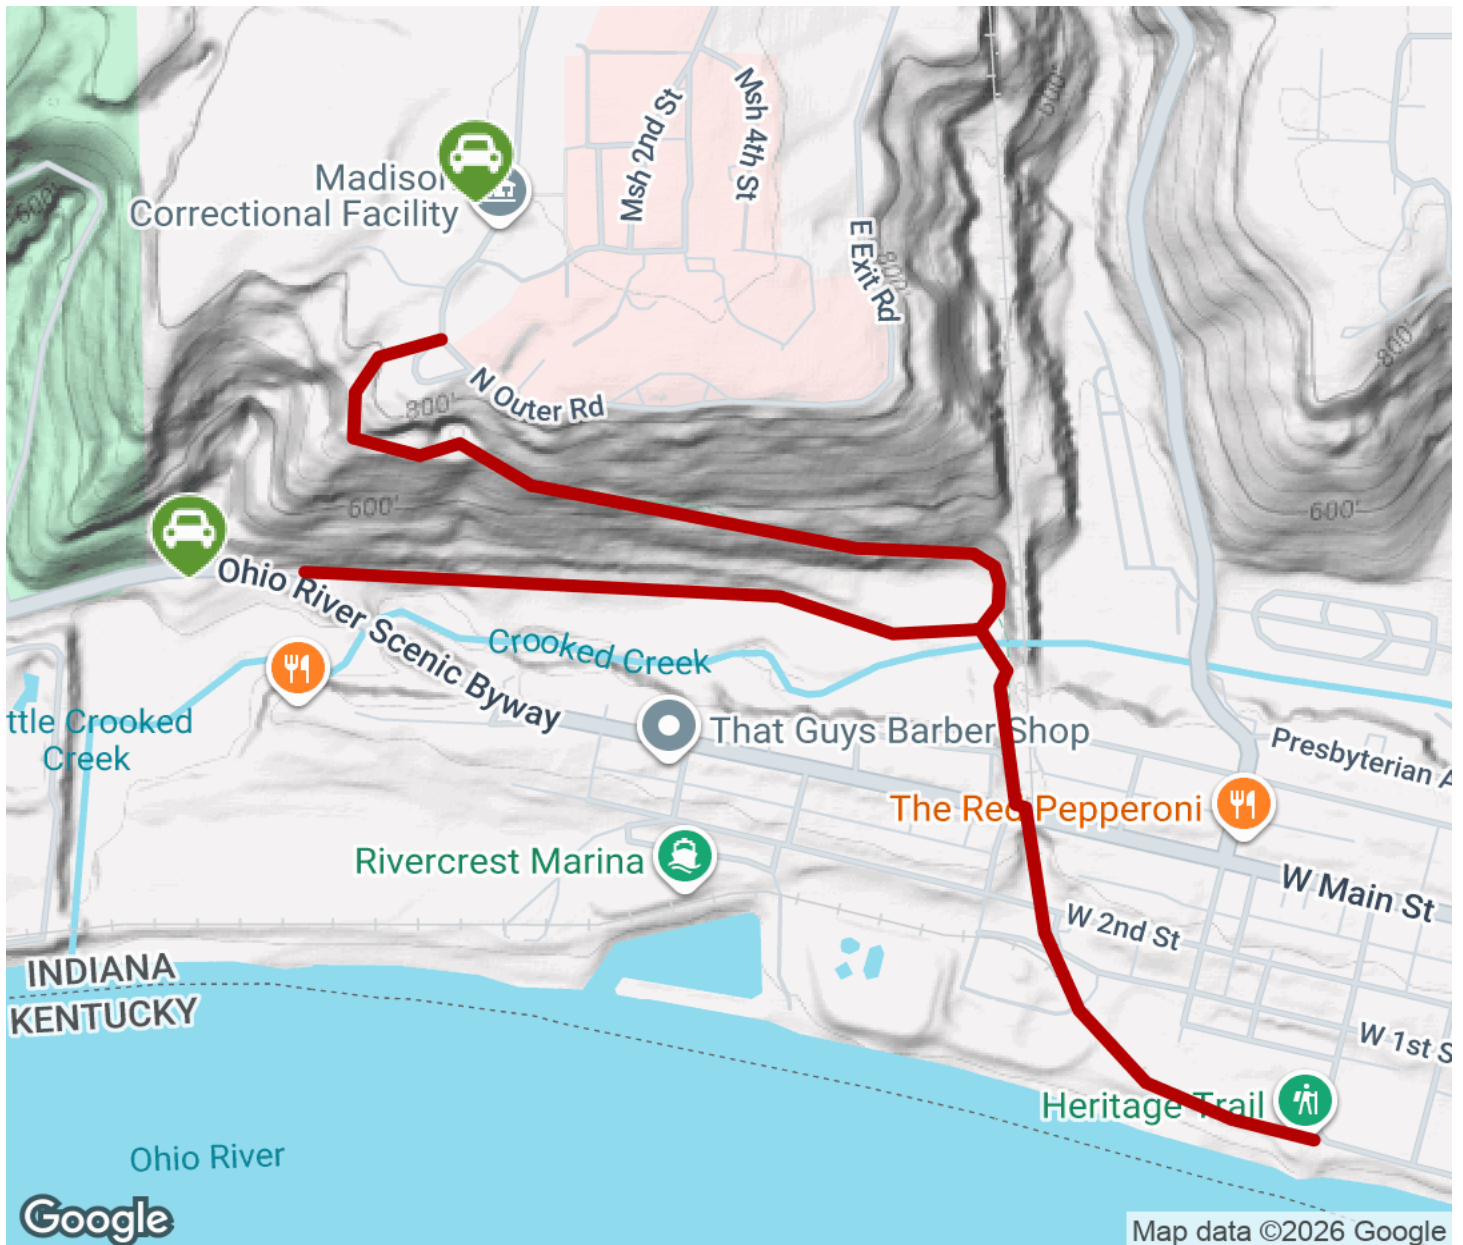 Msh 2nd St
Msh 4th St
600'
Madison
Correctional Facility
600'
E Exit Rd
800'
800'
N Outer Rd
800'
600'
600'
Ohio River Scenic Byway
Crooked Creek
ttle Crooked
Creek
That Guys Barber Shop
Presbyterian A
The Red Pepperoni
Rivercrest Marina
W Main St
W 2nd St
INDIANA
KENTUCKY
W 1st S
Heritage Trail
Ohio River
Google
Map data ©2026 Google